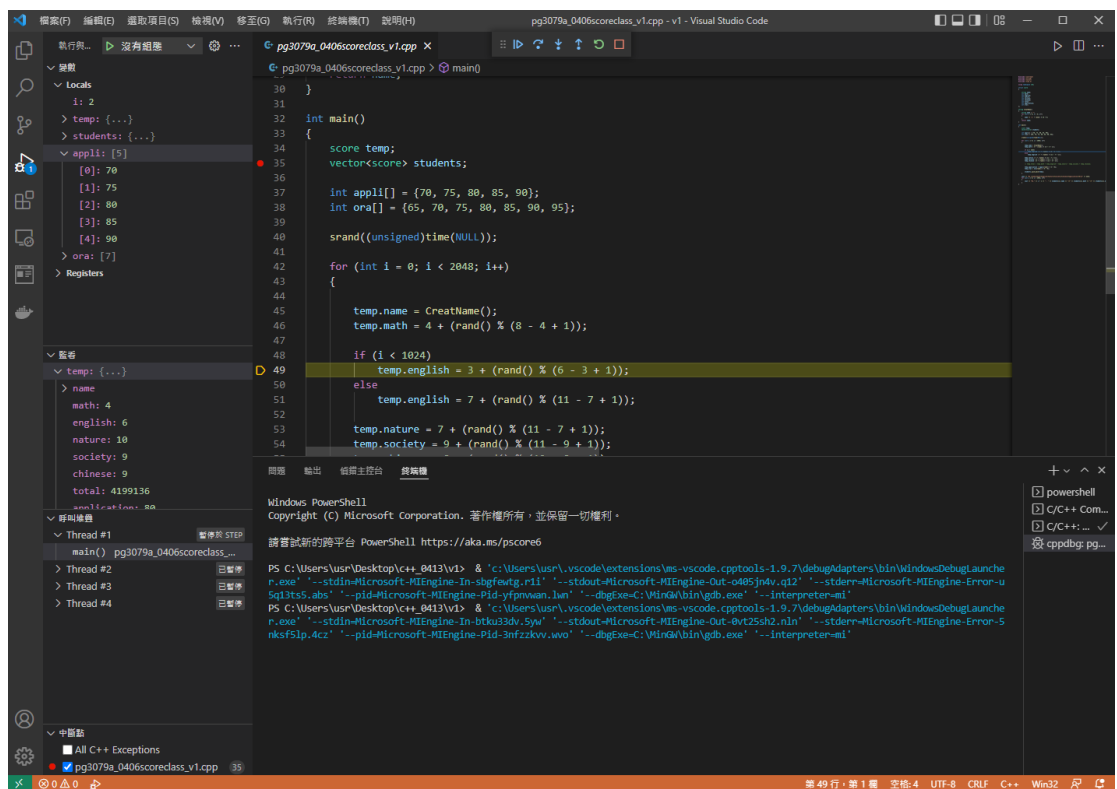 檔案(F) 編輯(E) 選取項目(S) 檢視(V) 移至(G) 執行(R) 終端機(T) 說明(H) pg3079a_0406scoreclass_v1.cpp - v1 - Visual Studio Code
執行與... 沒有組態
變數
Locals
i: 2
temp: {...}
students: {...}
appli: [5]
[0]: 70
[1]: 75
[2]: 80
[3]: 85
[4]: 90
ora: [7]
Registers
監看
temp: {...}
name
math: 4
english: 6
nature: 10
society: 9
chinese: 9
total: 4199136
application: 80
呼叫堆疊
Thread #1 暫停於 STEP
main() pg3079a_0406scoreclass_...
Thread #2 已暫停
Thread #3 已暫停
Thread #4 已暫停
中斷點
All C++ Exceptions
pg3079a_0406scoreclass_v1.cpp 35
pg3079a_0406scoreclass_v1.cpp
pg3079a_0406scoreclass_v1.cpp > main()
30 }
31
32 int main()
33 {
34 score temp;
35 vector<score> students;
36
37 int appli[] = {70, 75, 80, 85, 90};
38 int ora[] = {65, 70, 75, 80, 85, 90, 95};
39
40 srand((unsigned)time(NULL));
41
42 for (int i = 0; i < 2048; i++)
43 {
44
45 temp.name = CreatName();
46 temp.math = 4 + (rand() % (8 - 4 + 1));
47
48 if (i < 1024)
49 temp.english = 3 + (rand() % (6 - 3 + 1));
50 else
51 temp.english = 7 + (rand() % (11 - 7 + 1));
52
53 temp.nature = 7 + (rand() % (11 - 7 + 1));
54 temp.society = 9 + (rand() % (11 - 9 + 1));
問題 輸出 偵錯主控台 終端機
Windows PowerShell
Copyright (C) Microsoft Corporation. 著作權所有，並保留一切權利。
請嘗試新的跨平台 PowerShell https://aka.ms/pscore6
PS C:\Users\usr\Desktop\c++_0413\v1> & 'c:\Users\usr\.vscode\extensions\ms-vscode.cpptools-1.9.7\debugAdapters\bin\WindowsDebugLaunche
r.exe' '--stdin=Microsoft-MIEngine-In-sbgfewtg.r1i' '--stdout=Microsoft-MIEngine-Out-o405jn4v.q12' '--stderr=Microsoft-MIEngine-Error-u
5q13ts5.abs' '--pid=Microsoft-MIEngine-Pid-yfpnvwan.lwn' '--dbgExe=C:\MinGW\bin\gdb.exe' '--interpreter=mi'
PS C:\Users\usr\Desktop\c++_0413\v1> & 'c:\Users\usr\.vscode\extensions\ms-vscode.cpptools-1.9.7\debugAdapters\bin\WindowsDebugLaunche
r.exe' '--stdin=Microsoft-MIEngine-In-btku33dv.5yw' '--stdout=Microsoft-MIEngine-Out-0vt25sh2.nln' '--stderr=Microsoft-MIEngine-Error-5
nksf5lp.4cz' '--pid=Microsoft-MIEngine-Pid-3nfzzkvv.wvo' '--dbgExe=C:\MinGW\bin\gdb.exe' '--interpreter=mi'
powershell
C/C++ Com...
C/C++: ...
cppdbg: pg...
0 0 第 49 行，第 1 欄 空格: 4 UTF-8 CRLF C++ Win32